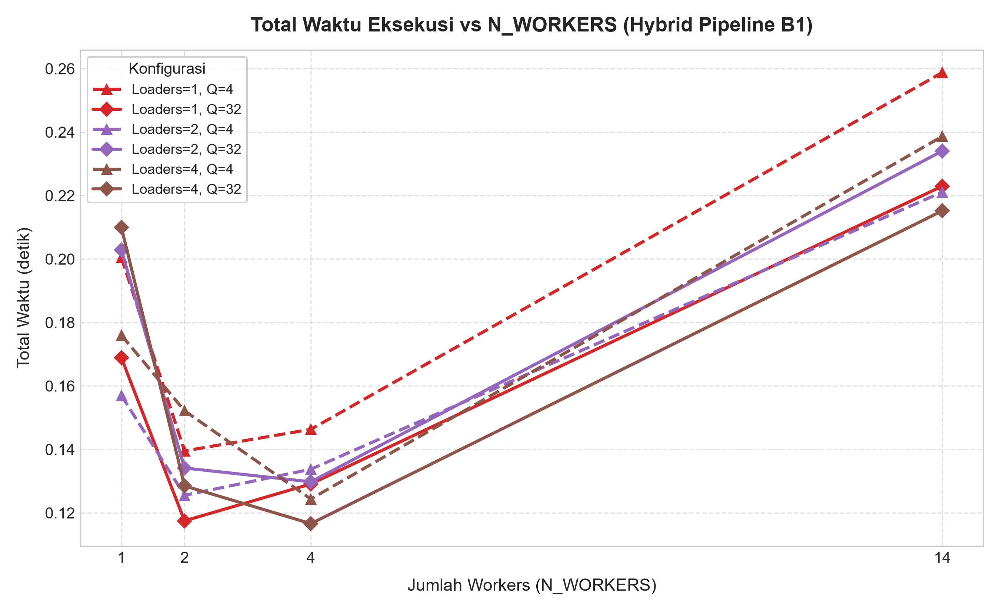 Total Waktu Eksekusi vs N_WORKERS (Hybrid Pipeline B1)
Konfigurasi
Loaders=1, Q=4
Loaders=1, Q=32
Loaders=2, Q=4
Loaders=2, Q=32
Loaders=4, Q=4
Loaders=4, Q=32
Total Waktu (detik)
0.26
0.24
0.22
0.20
0.18
0.16
0.14
0.12
1 2 4 14
Jumlah Workers (N_WORKERS)